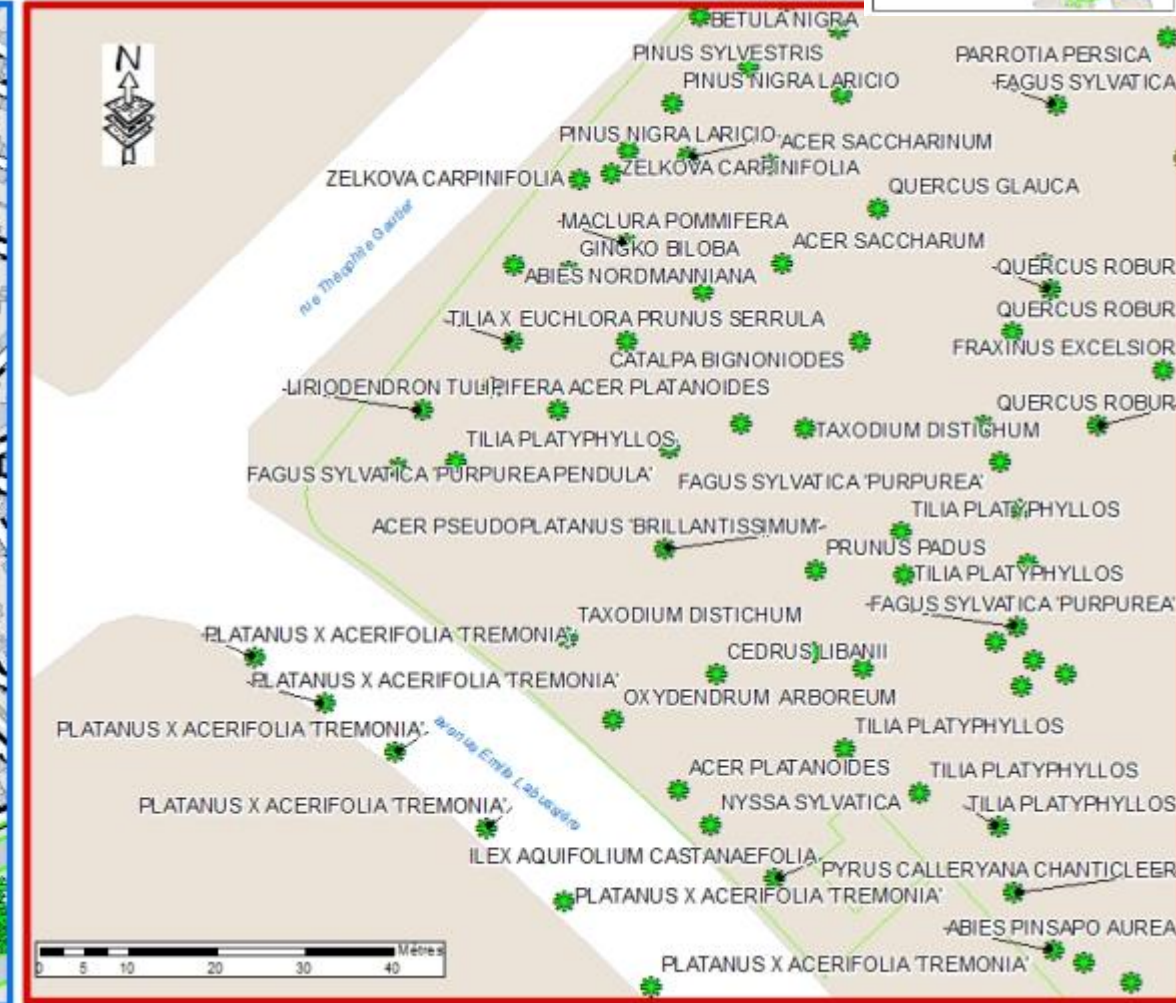 BETULA NIGRA
N
PINUS SYLVESTRIS
PARROTIA PERSICA
PINUS NIGRA LARICIO
FAGUS SYLVATICA
PINUS NIGRA LARICIO
ACER SACCHARINUM
ZELKOVA CARPINIFOLIA
ZELKOVA CARPINIFOLIA
QUERCUS GLAUCA
MACLURA POMMIFERA
GINGKO BILOBA
ACER SACCHARUM
ABIES NORDMANNIANA
QUERCUS ROBUR
rue Théophile Gautier
QUERCUS ROBUR
TILIA X EUCHLORA
PRUNUS SERRULA
CATALPA BIGNONIODES
FRAXINUS EXCELSIOR
LIRIODENDRON TULIPIFERA
ACER PLATANOIDES
QUERCUS ROBUR
TILIA PLATYPHYLLOS
TAXODIUM DISTICHUM
FAGUS SYLVATICA 'PURPUREA PENDULA'
FAGUS SYLVATICA 'PURPUREA'
TILIA PLATYPHYLLOS
ACER PSEUDOPLATANUS 'BRILLANTISSIMUM'
PRUNUS PADUS
TILIA PLATYPHYLLOS
FAGUS SYLVATICA 'PURPUREA'
TAXODIUM DISTICHUM
PLATANUS X ACERIFOLIA 'TREMONIA'
CEDRUS LIBANII
PLATANUS X ACERIFOLIA 'TREMONIA'
OXYDENDRUM ARBOREUM
PLATANUS X ACERIFOLIA 'TREMONIA'
TILIA PLATYPHYLLOS
avenue Emile
ACER PLATANOIDES
TILIA PLATYPHYLLOS
PLATANUS X ACERIFOLIA 'TREMONIA'
NYSSA SYLVATICA
TILIA PLATYPHYLLOS
ILEX AQUIFOLIUM CASTANAEFOLIA
PYRUS CALLERYANA CHANTICLEER
PLATANUS X ACERIFOLIA 'TREMONIA'
ABIES PINSAPO AUREA
PLATANUS X ACERIFOLIA 'TREMONIA'
Mètres
0 5 10 20 30 40